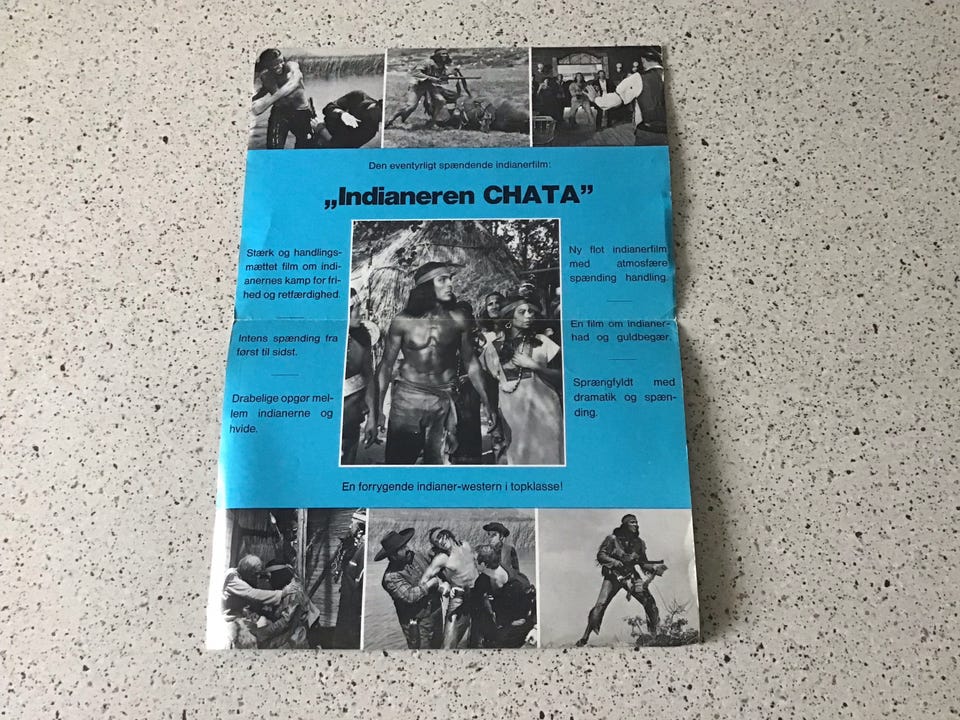 Den eventyrligt spændende indianerfilm:
„Indianeren CHATA”
Stærk og handlings-
mættet film om indi-
anernes kamp for fri-
hed og retfærdighed.
Intens spænding fra
først til sidst.
Drabelige opgør mel-
lem indianerne og
hvide.
Ny flot indianerfilm
med atmosfære
spænding handling.
En film om indianer-
had og guldbegær.
Sprængfyldt med
dramatik og spæn-
ding.
En forrygende indianer-western i topklasse!